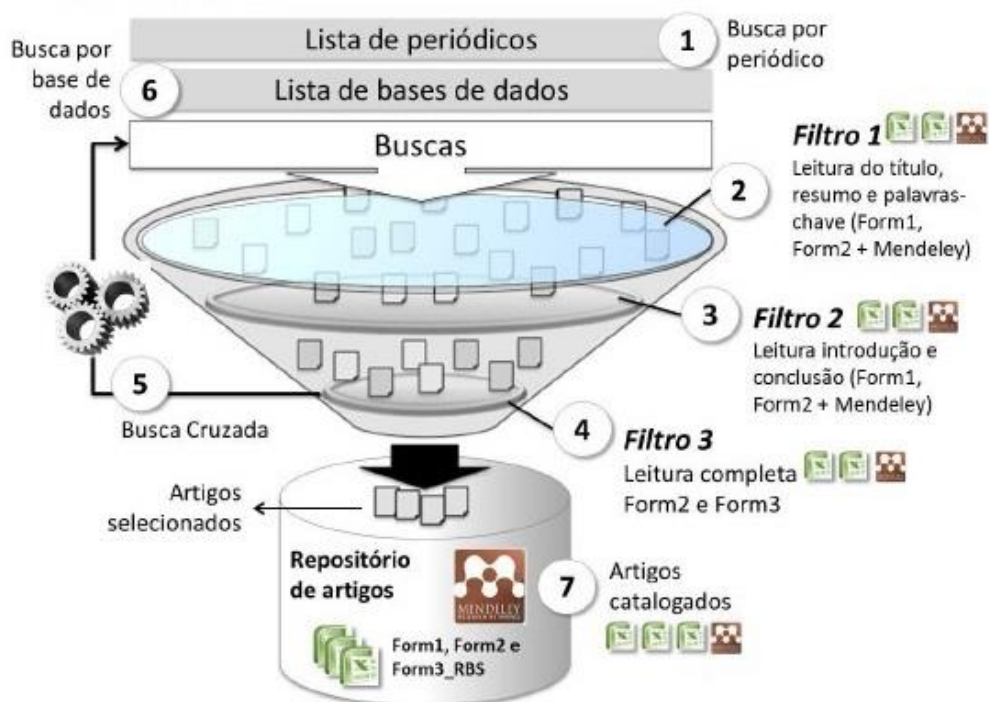 Lista de periódicos
1
Busca por
periódico
Busca por
base de
dados
6
Lista de bases de dados
Buscas
2
Filtro 1
Leitura do título,
resumo e palavras-
chave (Form1,
Form2 + Mendeley)
3
Filtro 2
Leitura introdução e
conclusão (Form1,
Form2 + Mendeley)
5
Busca Cruzada
4
Filtro 3
Leitura completa
Form2 e Form3
Artigos
selecionados
Repositório
de artigos
MENDELEY
7
Artigos
catalogados
Form1, Form2 e
Form3_RBS